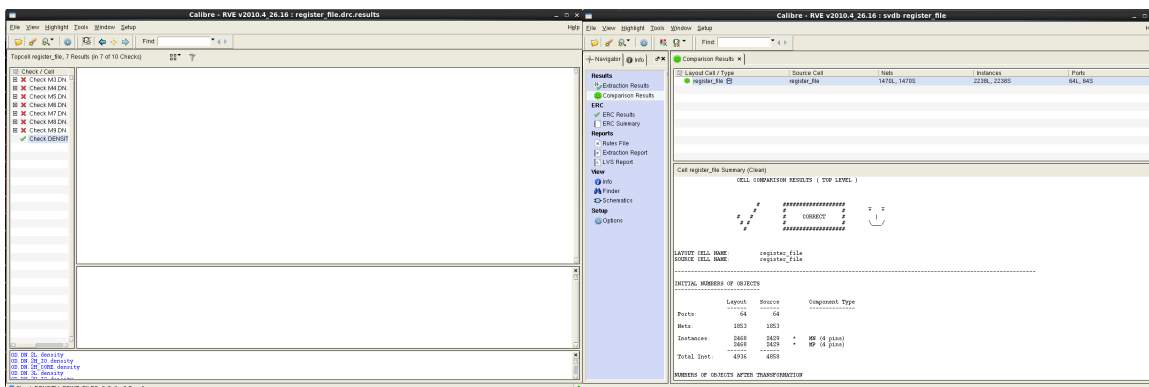 Calibre - RVE v2010.4_26.16 : register_file.drc.results
File View Highlight Tools Window Setup
Help
Find:
Topcell register_file, 7 Results (in 7 of 10 Checks)
Check / Cell
Check M3.DN.
Check M4.DN.
Check M5.DN.
Check M6.DN.
Check M7.DN.
Check M8.DN.
Check M9.DN.
Check DENSIT
OD.DN.2L.density
OD.DN.2H_IO.density
OD.DN.2H_CORE.density
OD.DN.3L.density
Calibre - RVE v2010.4_26.16 : svdb register_file
File View Highlight Tools Window Setup
Find:
Navigator
Info
Comparison Results
Results
Extraction Results
Comparison Results
ERC
ERC Results
ERC Summary
Reports
Rules File
Extraction Report
LVS Report
View
Info
Finder
Schematics
Setup
Options
Layout Cell / Type Source Cell Nets Instances Ports
register_file register_file 1470L, 1470S 2238L, 2238S 64L, 64S
Cell register_file Summary (Clean)
CELL COMPARISON RESULTS ( TOP LEVEL )
# ###################
# # #
# # # CORRECT #
# # # #
# ###################
LAYOUT CELL NAME: register_file
SOURCE CELL NAME: register_file
INITIAL NUMBERS OF OBJECTS
Layout Source Component Type
Ports: 64 64
Nets: 1853 1853
Instances: 2468 2429 * MN (4 pins)
2468 2429 * MP (4 pins)
Total Inst: 4936 4858
NUMBERS OF OBJECTS AFTER TRANSFORMATION